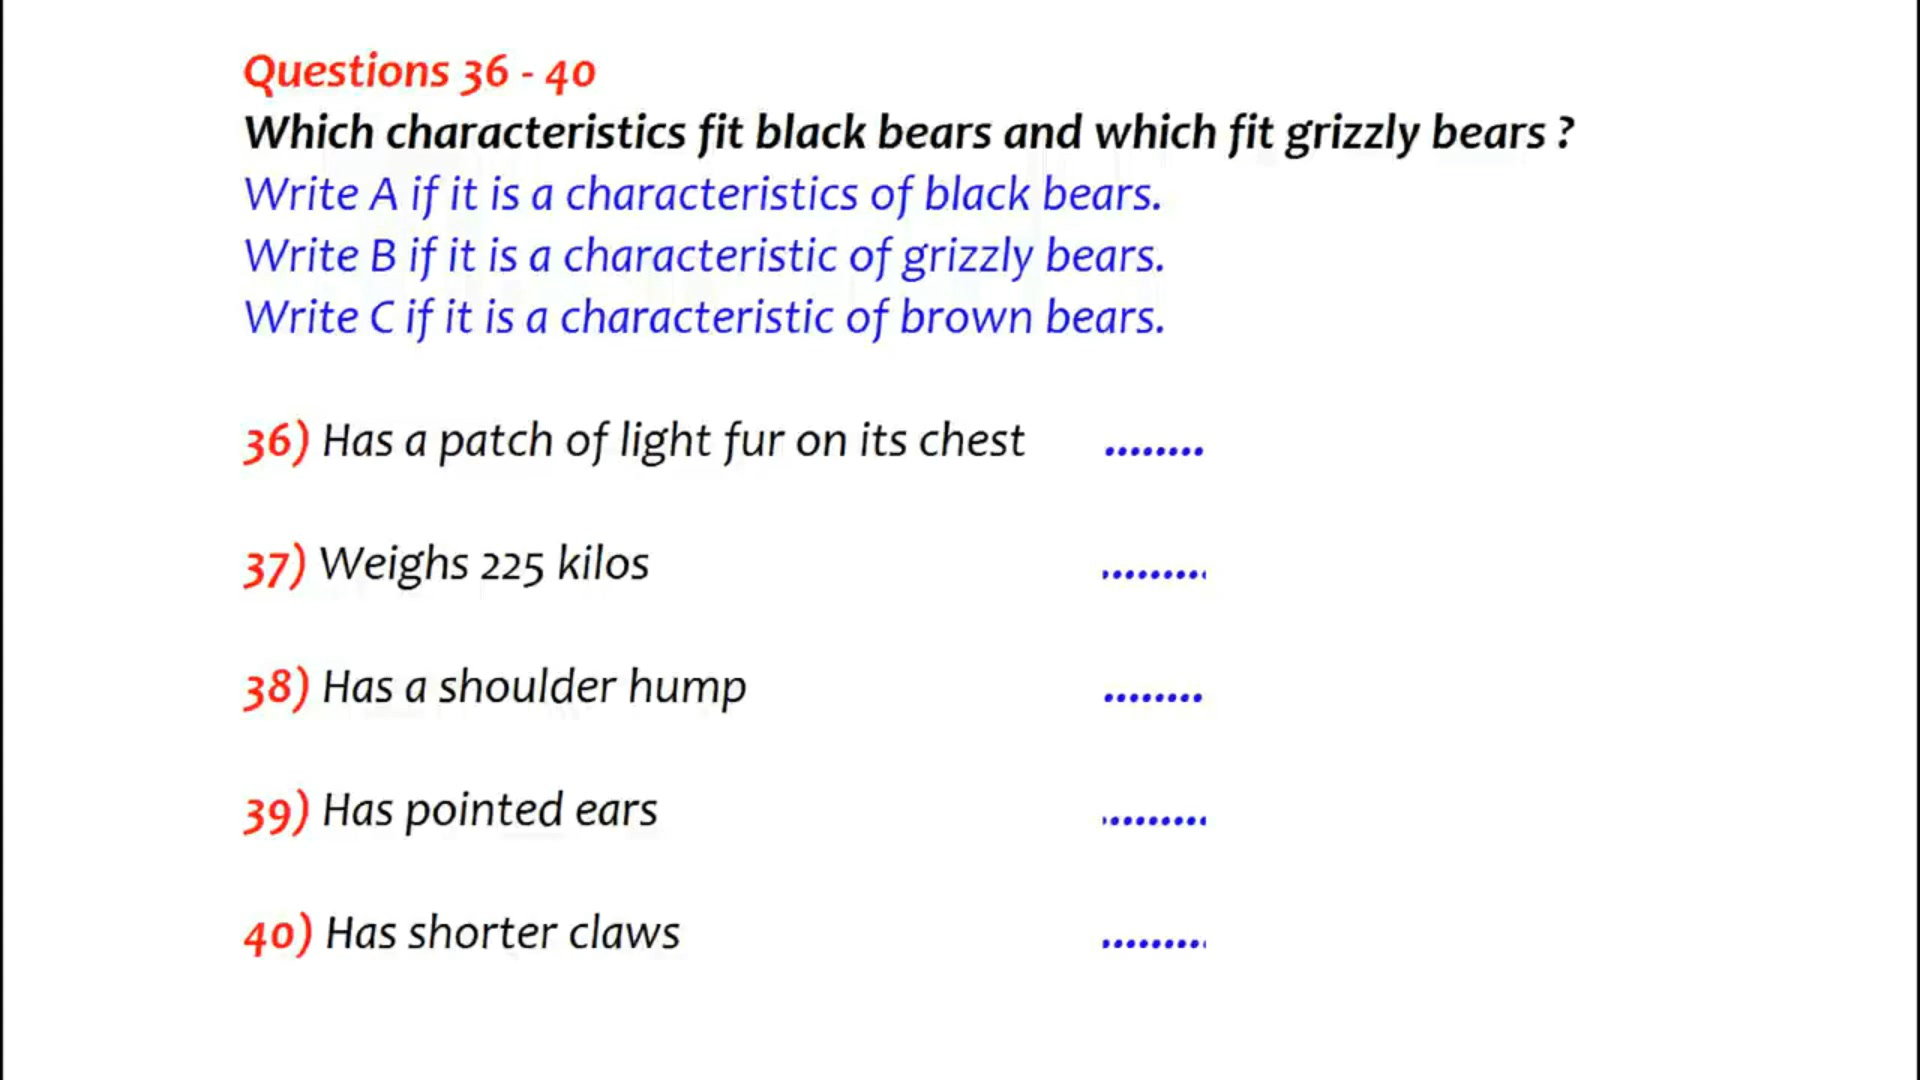 Questions 36 - 40
Which characteristics fit black bears and which fit grizzly bears ?
Write A if it is a characteristics of black bears.
Write B if it is a characteristic of grizzly bears.
Write C if it is a characteristic of brown bears.
36) Has a patch of light fur on its chest ........
37) Weighs 225 kilos .........
38) Has a shoulder hump ........
39) Has pointed ears .........
40) Has shorter claws .........